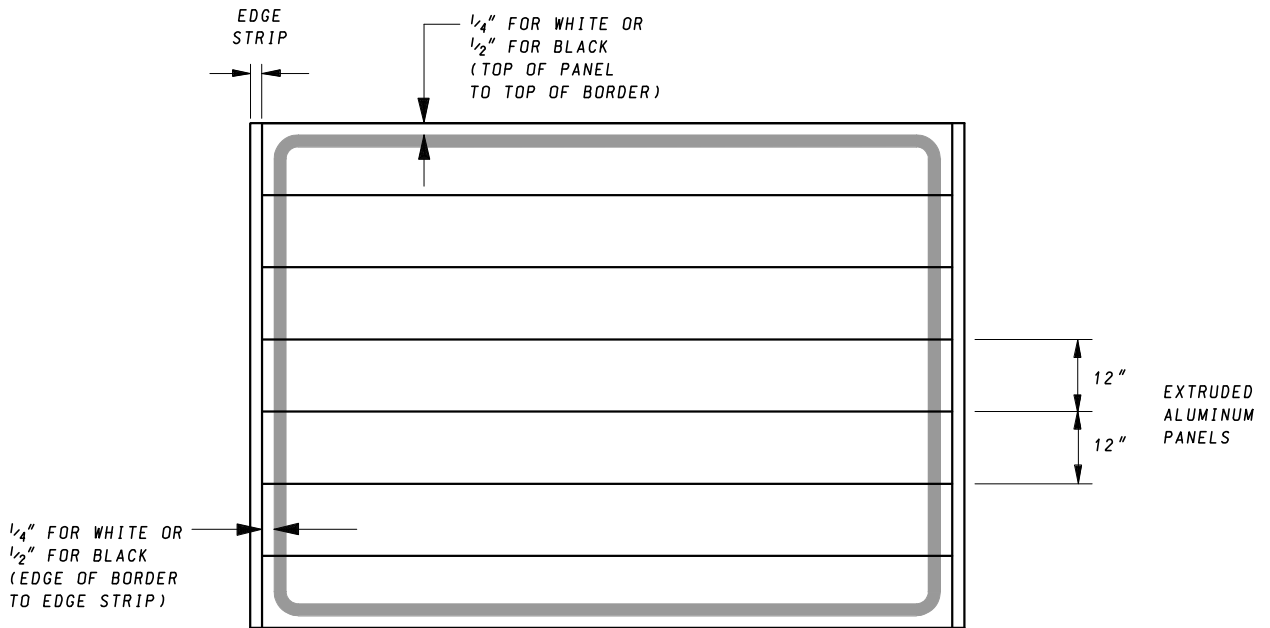 EDGE
STRIP
1/4" FOR WHITE OR
1/2" FOR BLACK
(TOP OF PANEL
TO TOP OF BORDER)
12"
EXTRUDED
ALUMINUM
PANELS
12"
1/4" FOR WHITE OR
1/2" FOR BLACK
(EDGE OF BORDER
TO EDGE STRIP)